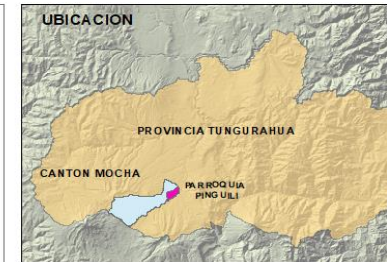 UBICACION
PROVINCIA TUNGURAHUA
CANTON MOCHA
PARROQUIA
PINGUILI